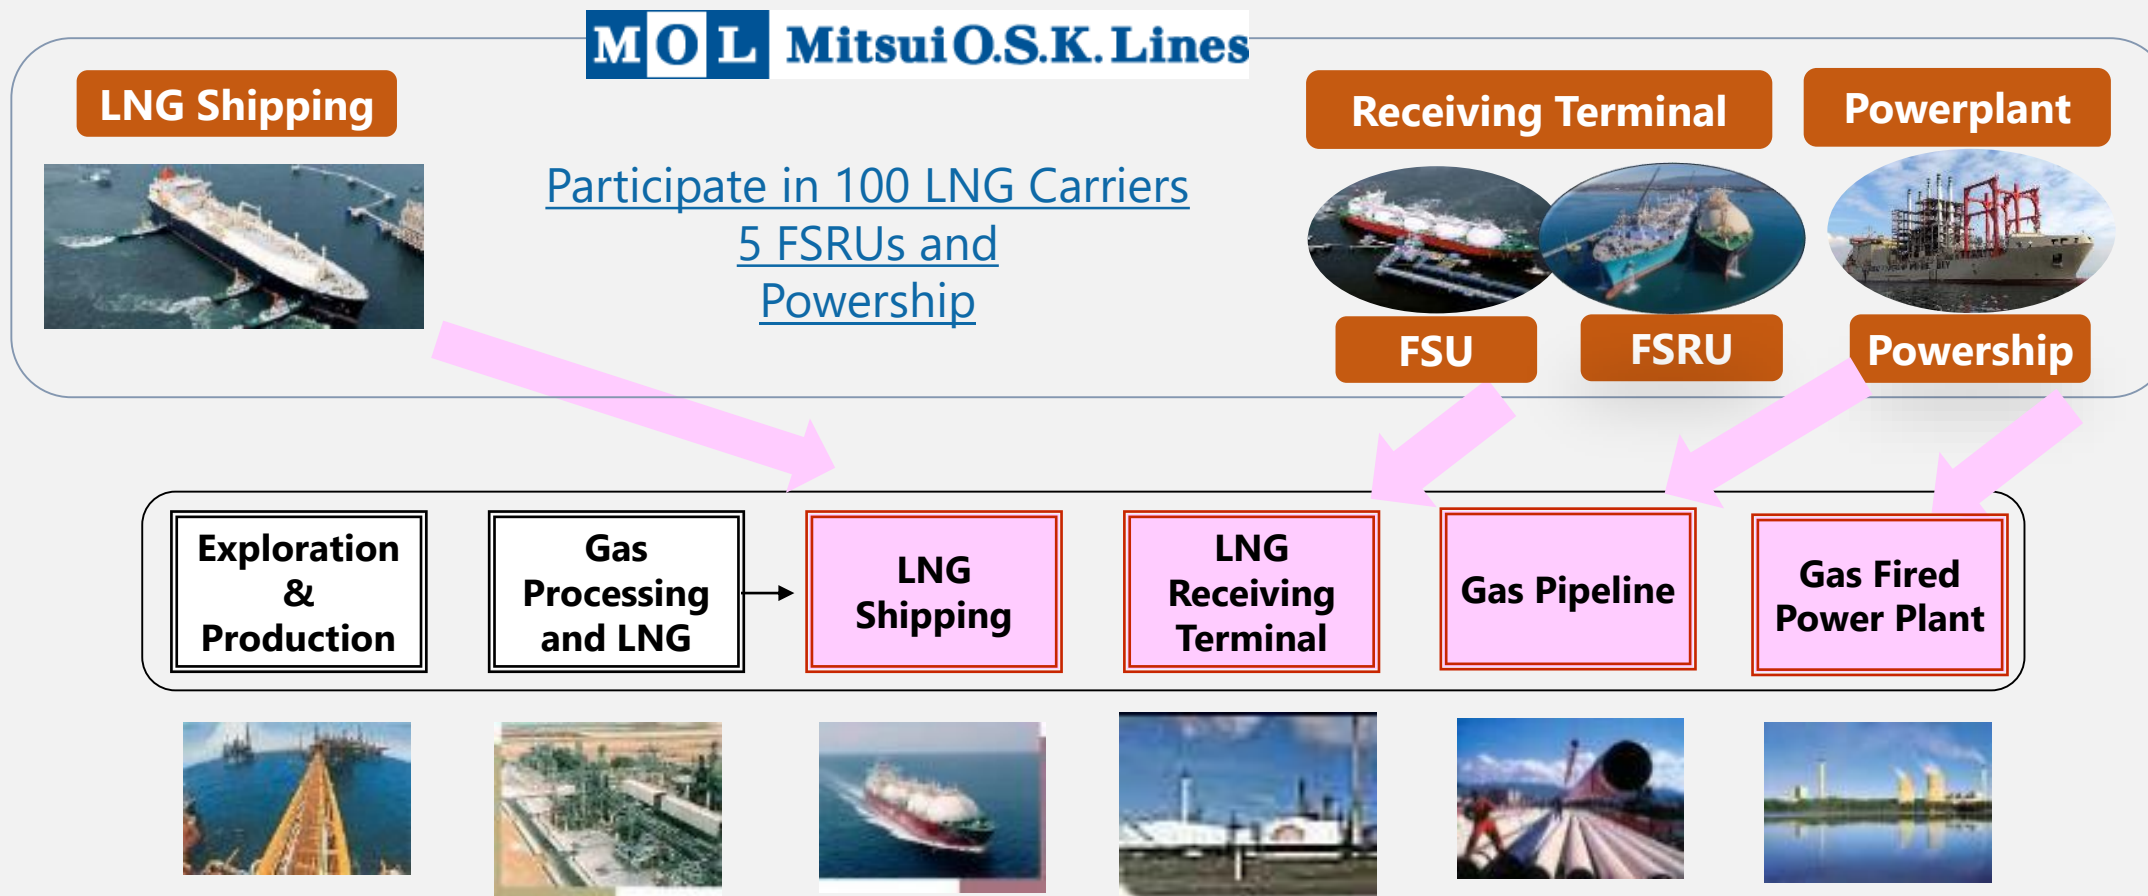 MOL Mitsui O.S.K. Lines
LNG Shipping
Participate in 100 LNG Carriers
5 FSRUs and
Powership
Receiving Terminal
Powerplant
FSU
FSRU
Powership
Exploration
&
Production
Gas
Processing
and LNG
LNG
Shipping
LNG
Receiving
Terminal
Gas Pipeline
Gas Fired
Power Plant